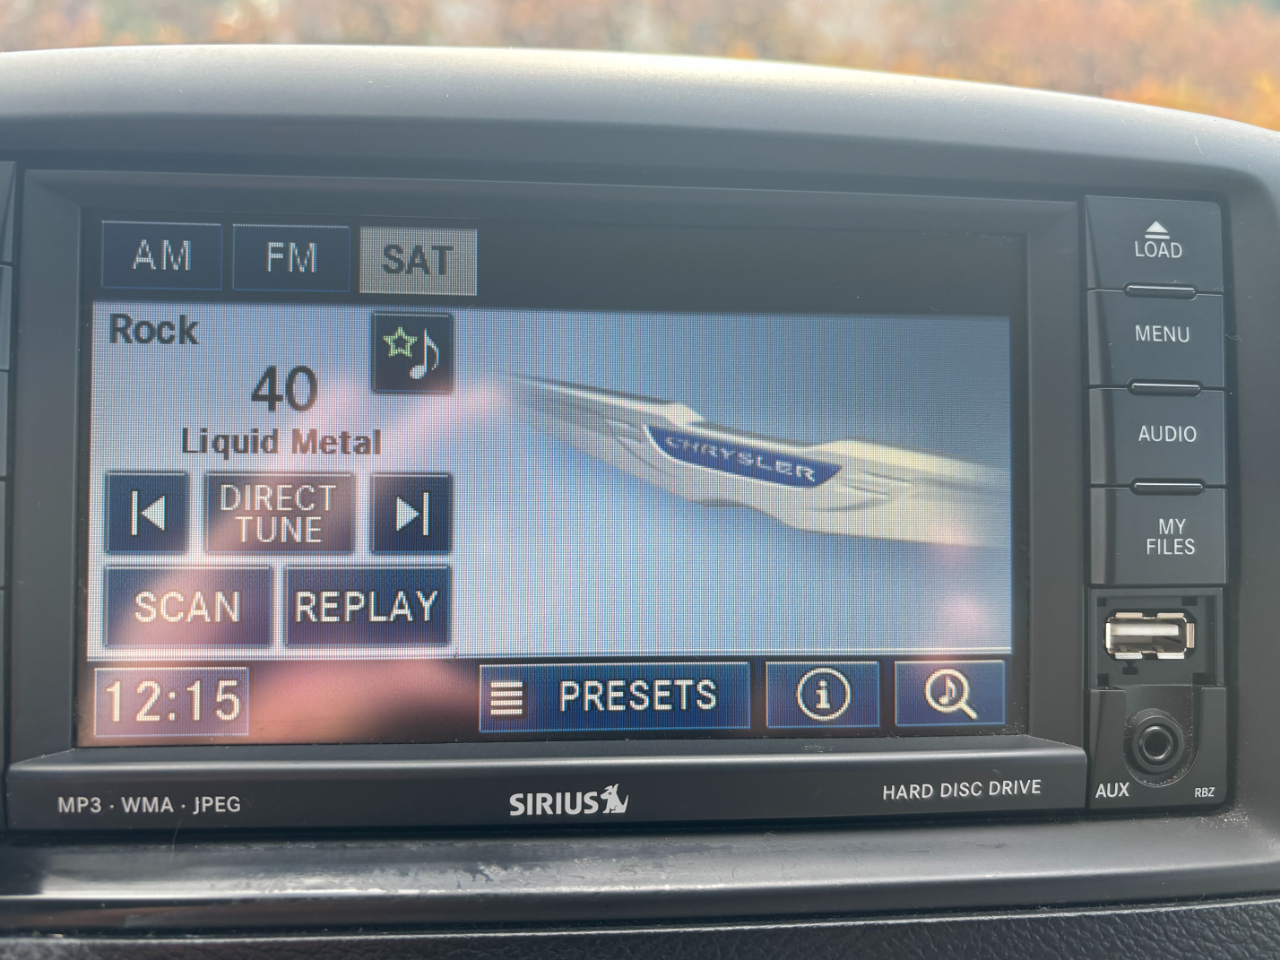 AM
FM
SAT
Rock
40
Liquid Metal
DIRECT
TUNE
SCAN
REPLAY
CHRYSLER
12:15
PRESETS
i
LOAD
MENU
AUDIO
MY
FILES
AUX
RBZ
MP3 · WMA · JPEG
SIRIUS
HARD DISC DRIVE